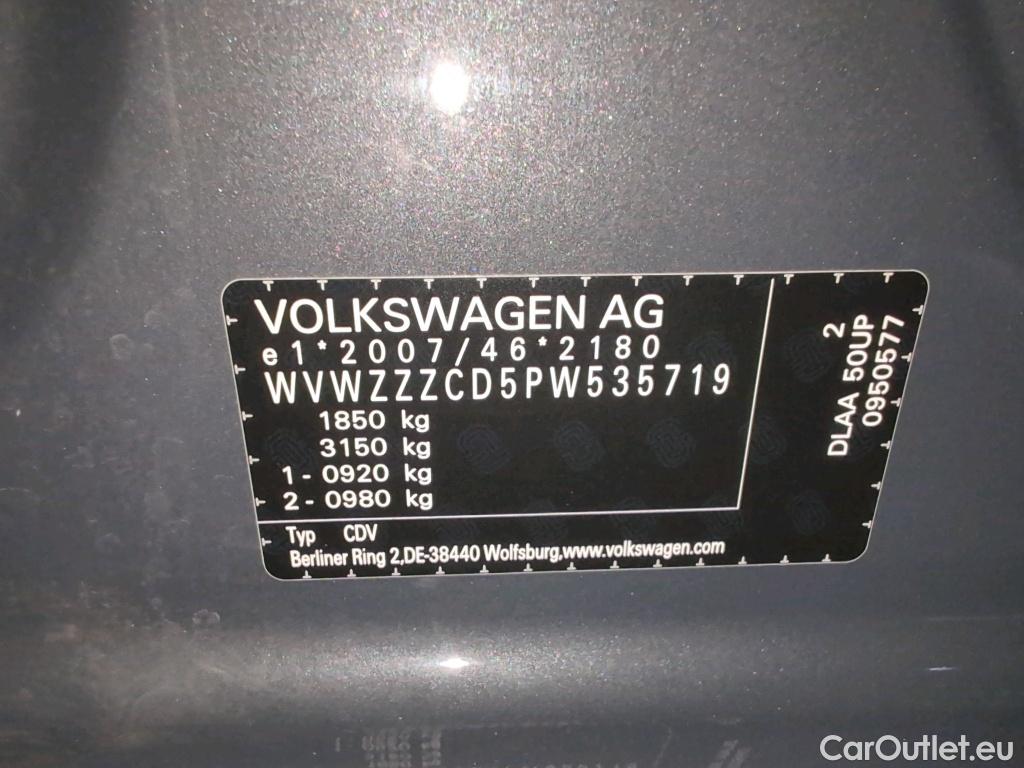 VOLKSWAGEN AG
e1*2007/46*2180
WVWZZZCD5PW535719
1850 kg
3150 kg
1 - 0920 kg
2 - 0980 kg
Typ CDV
Berliner Ring 2,DE-38440 Wolfsburg,www.volkswagen.com
2
DLAA 50UP
0950577
CarOutlet.eu